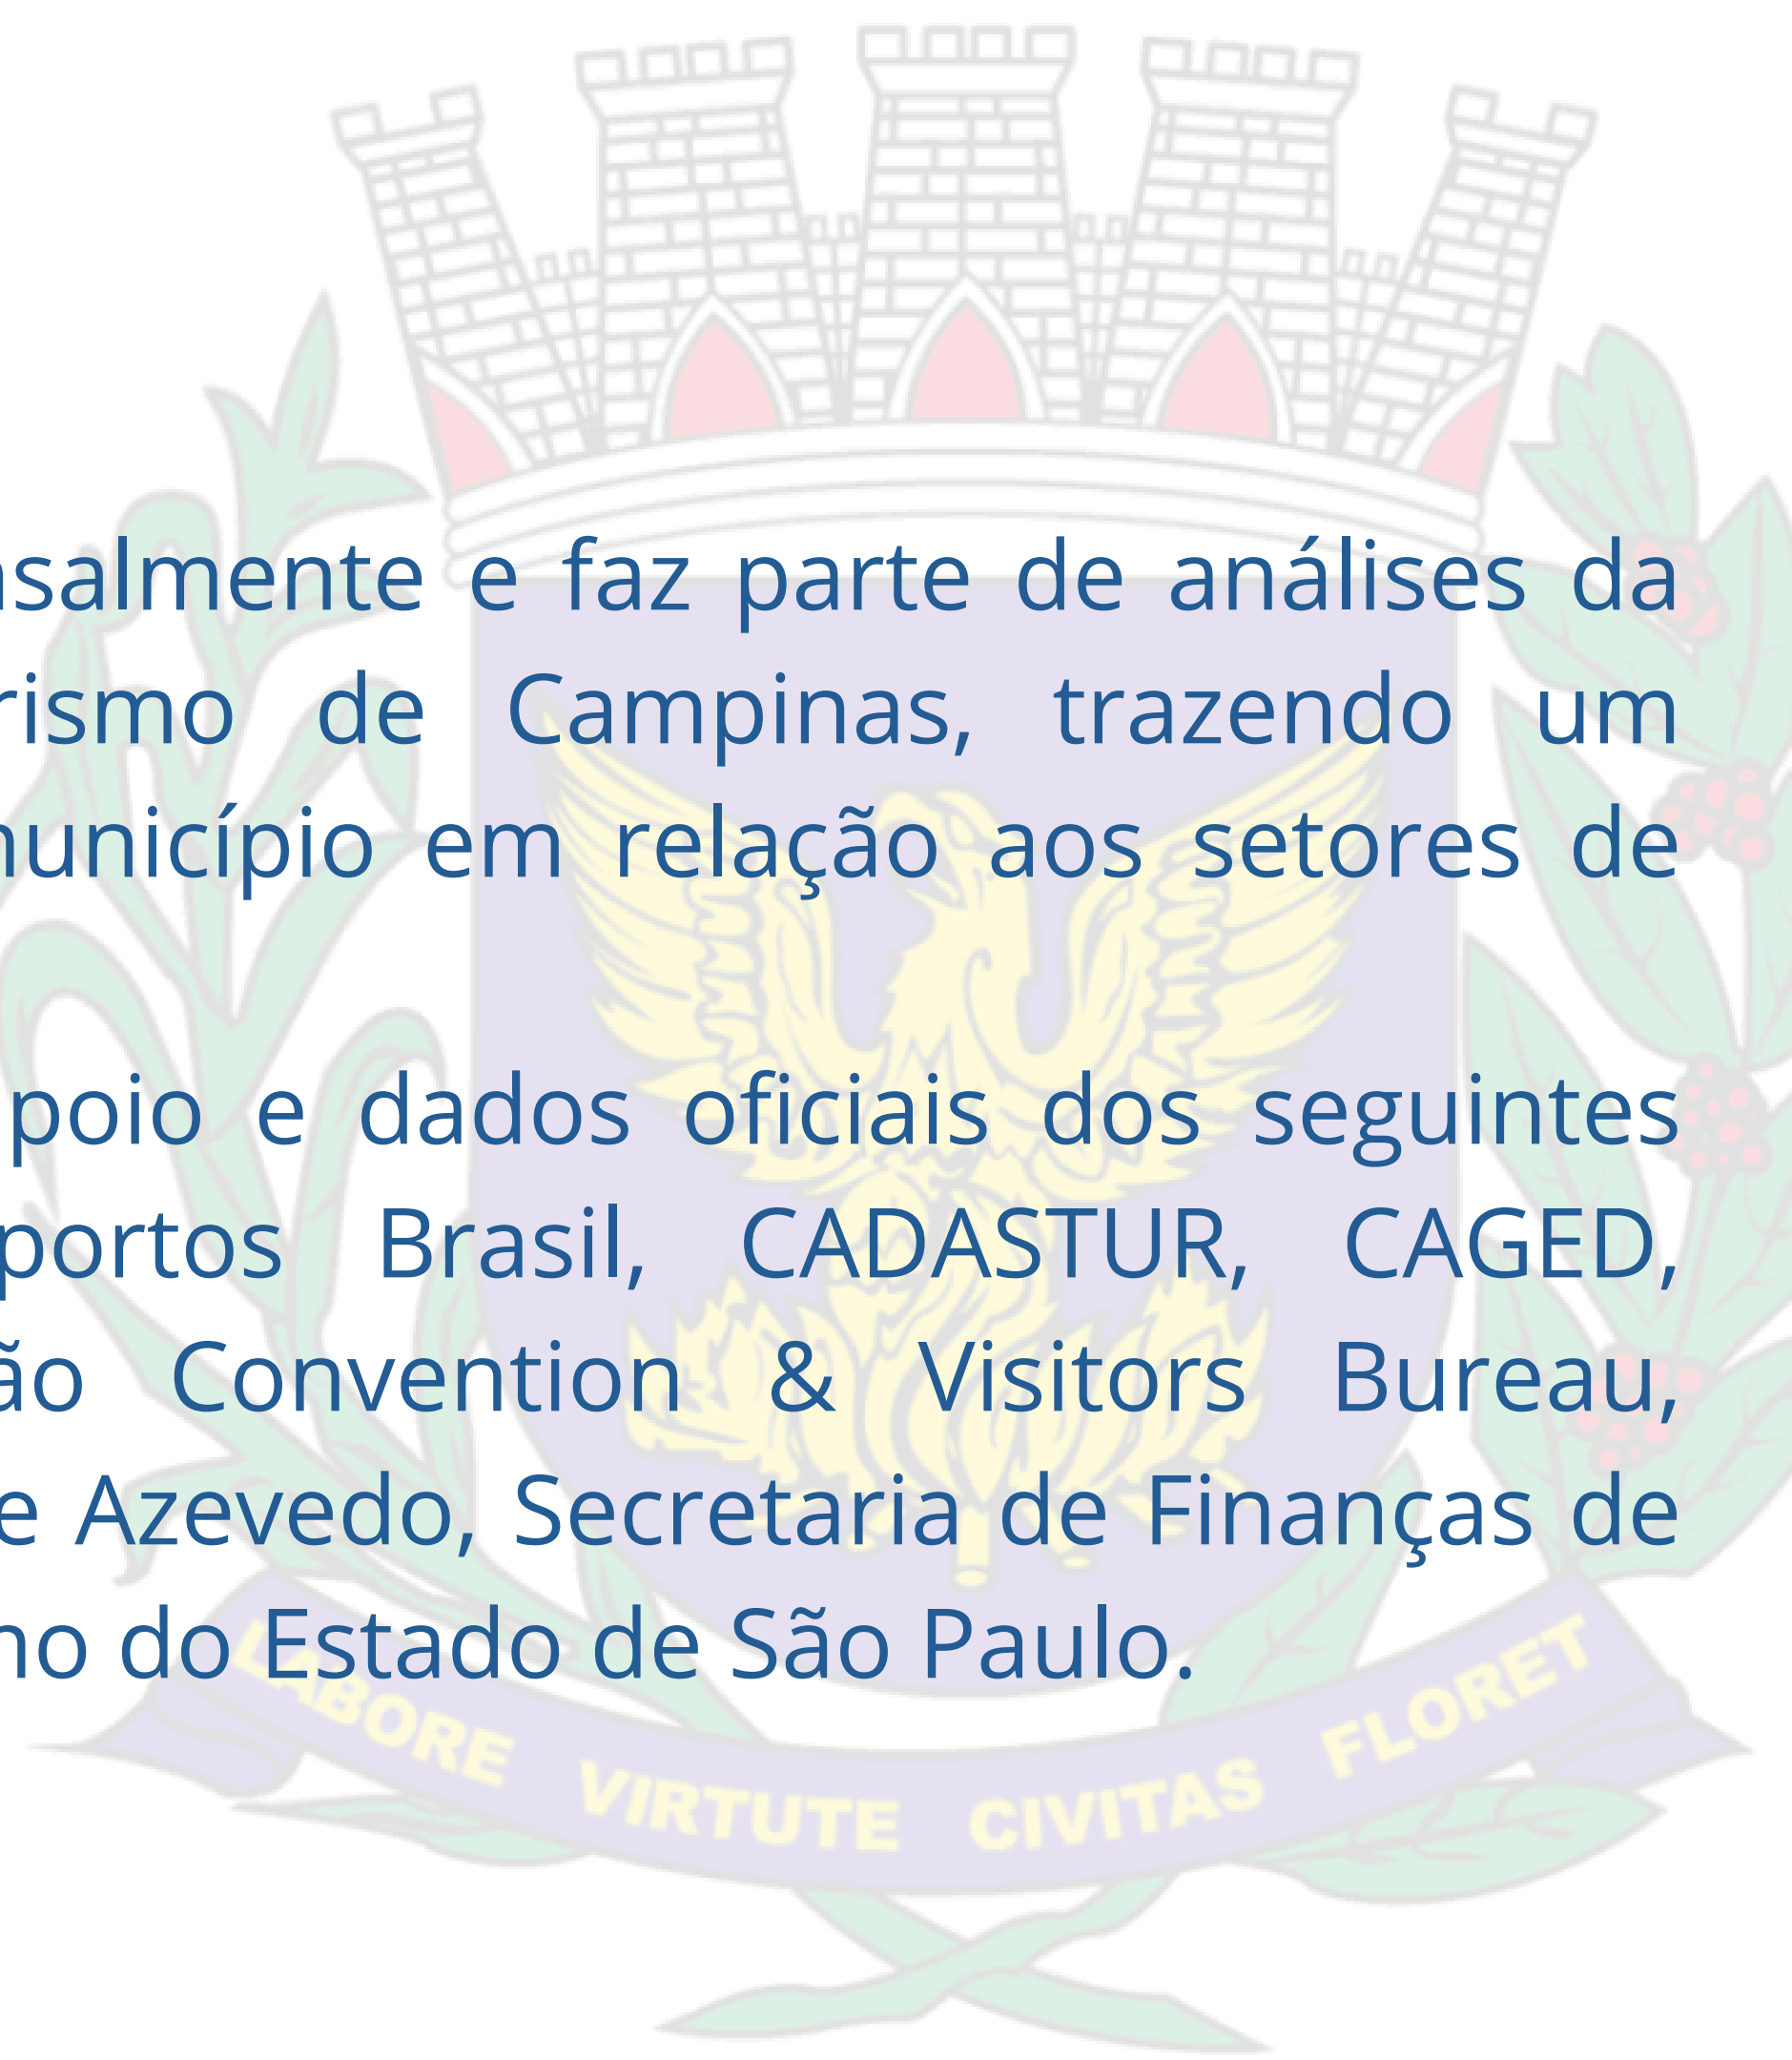 nsalmente e faz parte de análises da
rismo de Campinas, trazendo um
município em relação aos setores de
poio e dados oficiais dos seguintes
portos Brasil, CADASTUR, CAGED,
ão Convention & Visitors Bureau,
e Azevedo, Secretaria de Finanças de
no do Estado de São Paulo.
LABORE VIRTUTE CIVITAS FLORET